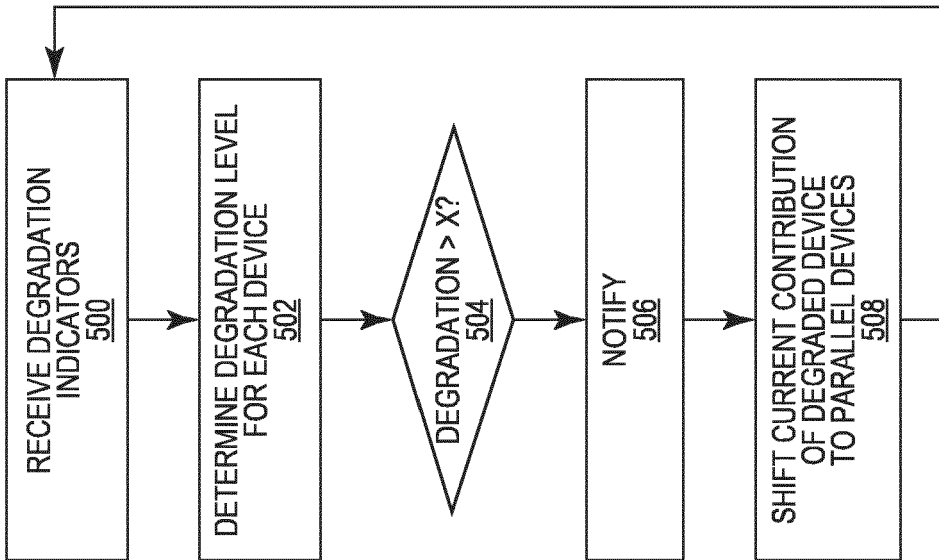 RECEIVE DEGRADATION
INDICATORS
500
DETERMINE DEGRADATION LEVEL
FOR EACH DEVICE
502
DEGRADATION > X?
504
NOTIFY
506
SHIFT CURRENT CONTRIBUTION
OF DEGRADED DEVICE
TO PARALLEL DEVICES
508